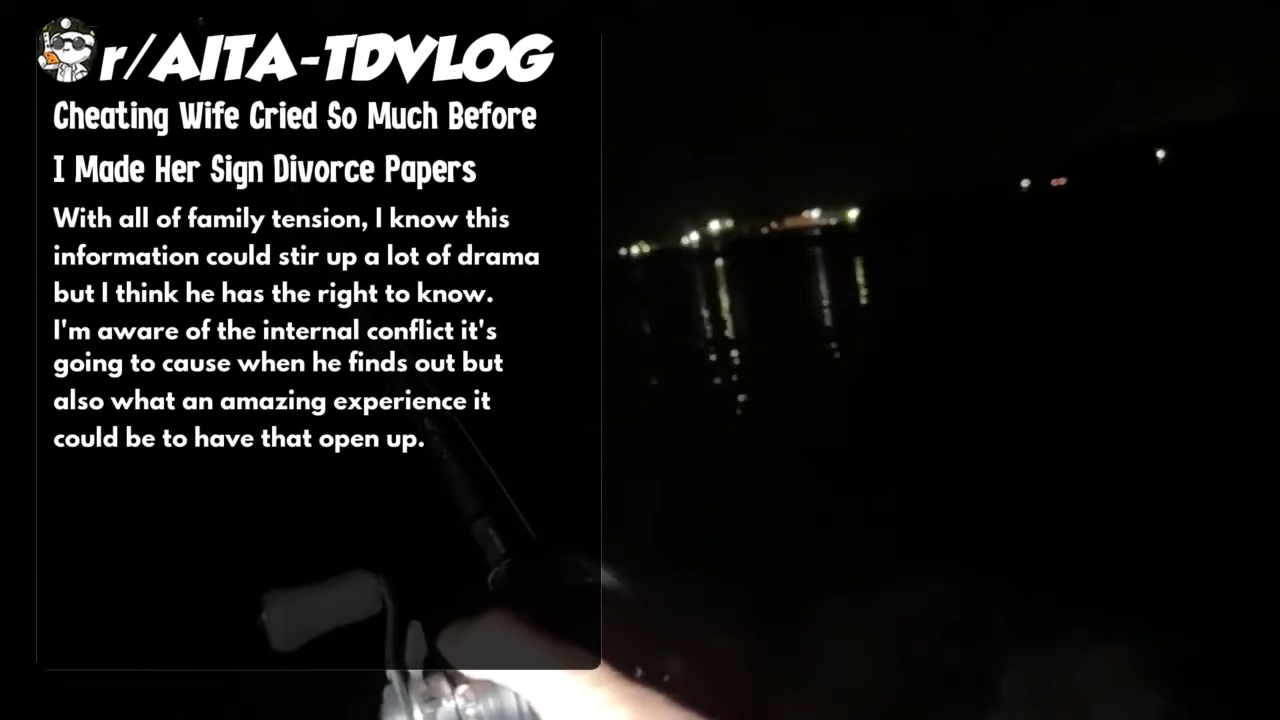 r/AITA-TDVLOG
Cheating Wife Cried So Much Before
I Made Her Sign Divorce Papers
With all of family tension, I know this
information could stir up a lot of drama
but I think he has the right to know.
I'm aware of the internal conflict it's
going to cause when he finds out but
also what an amazing experience it
could be to have that open up.